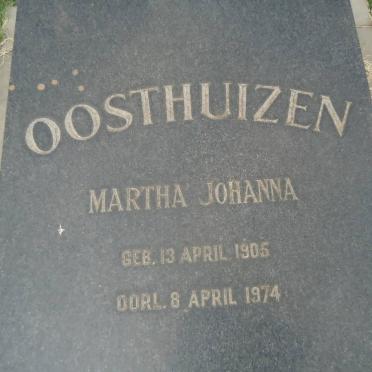 OOSTHUIZEN
MARTHA JOHANNA
GEB. 13 APRIL 1905
OORL. 8 APRIL 1974